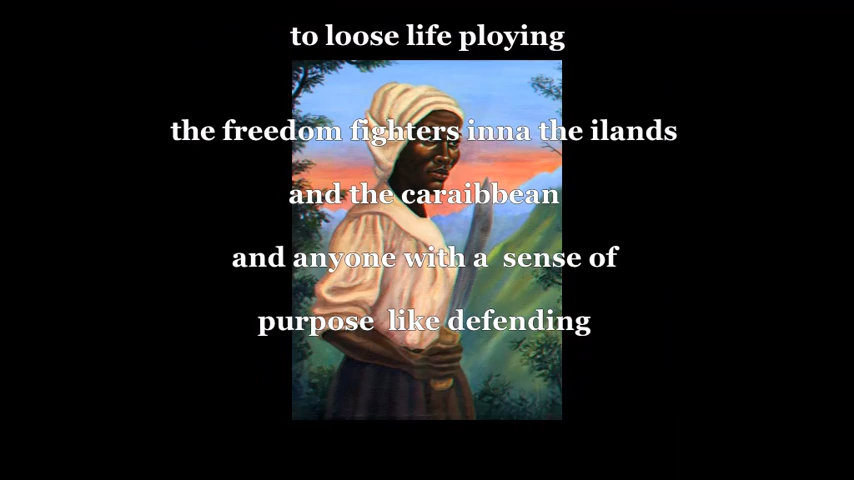 to loose life ploying
the freedom fighters inna the ilands
and the caraibbean
and anyone with a  sense of
purpose  like defending